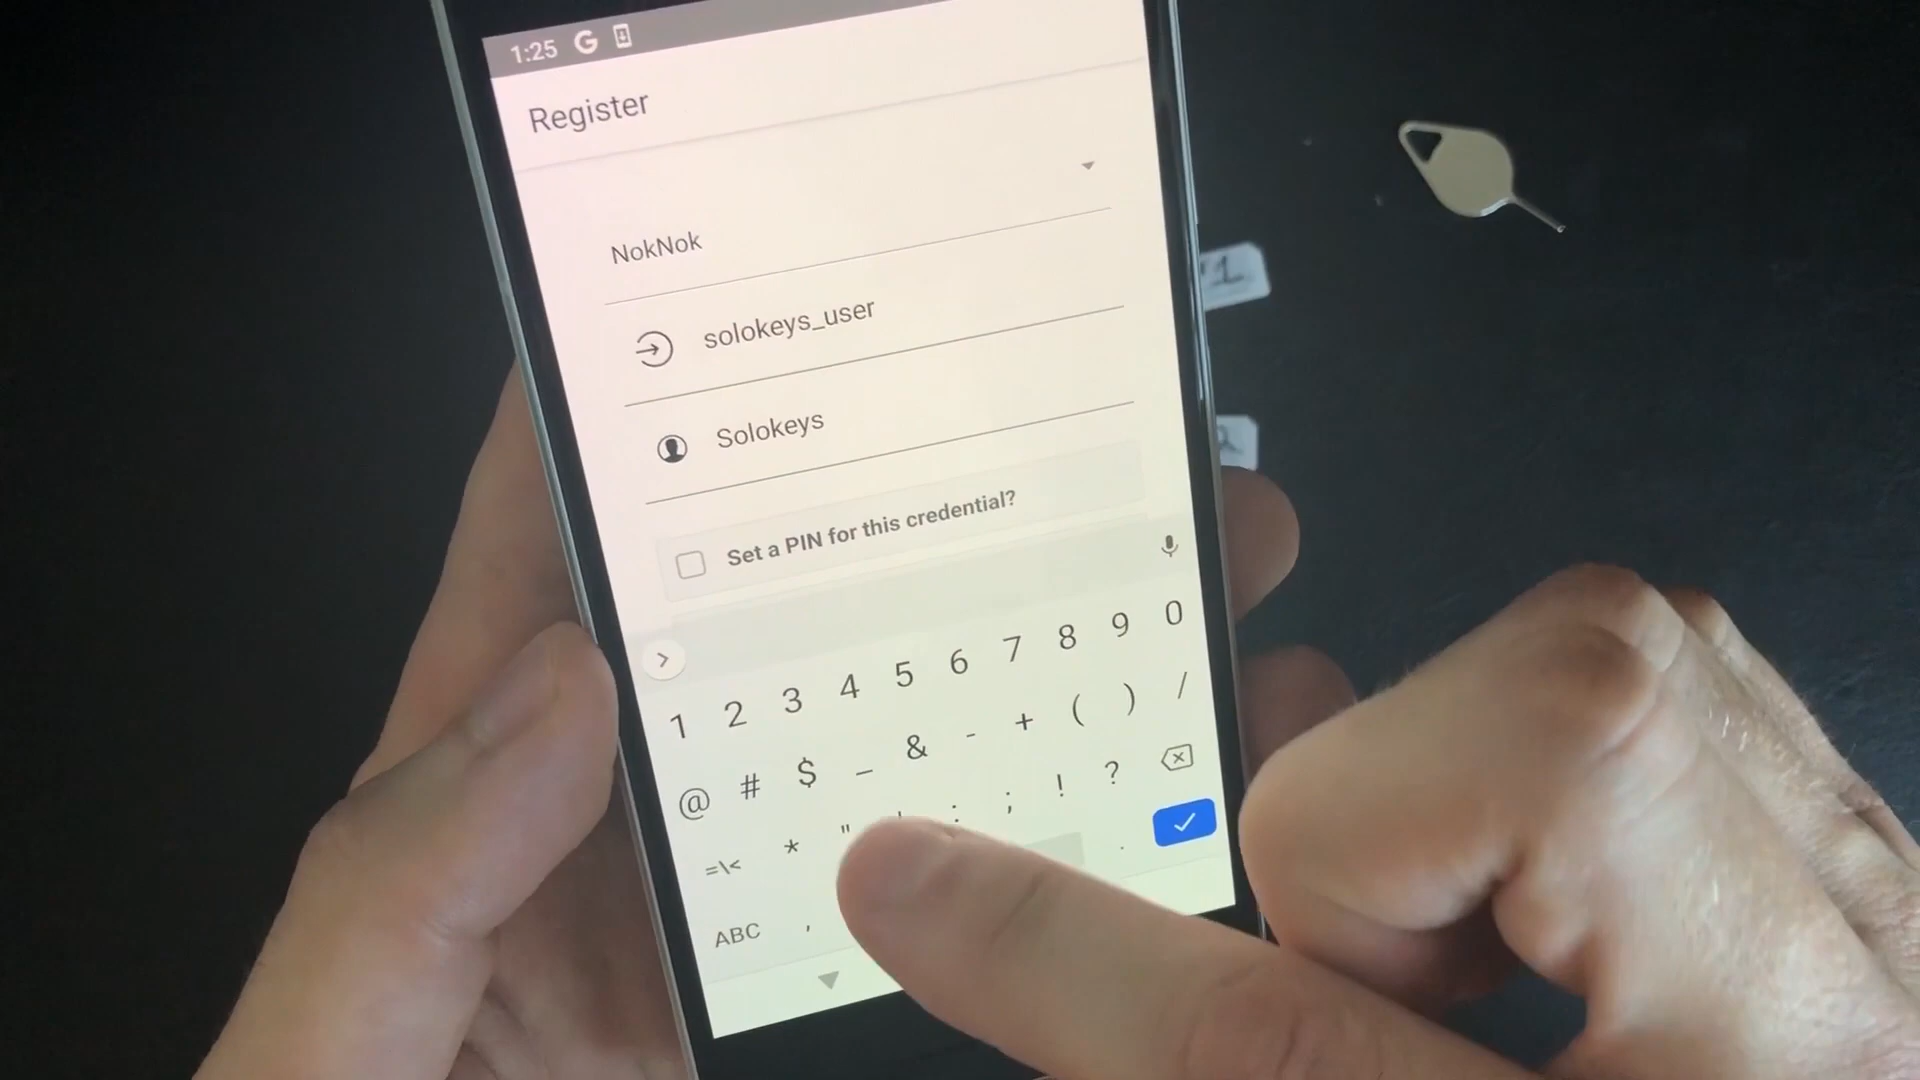 1:25 G
Register
NokNok
solokeys_user
Solokeys
Set a PIN for this credential?
1 2 3 4 5 6 7 8 9 0
@ # $ _ & - + ( ) /
=\< * " ' : ; ! ?
ABC , .
1